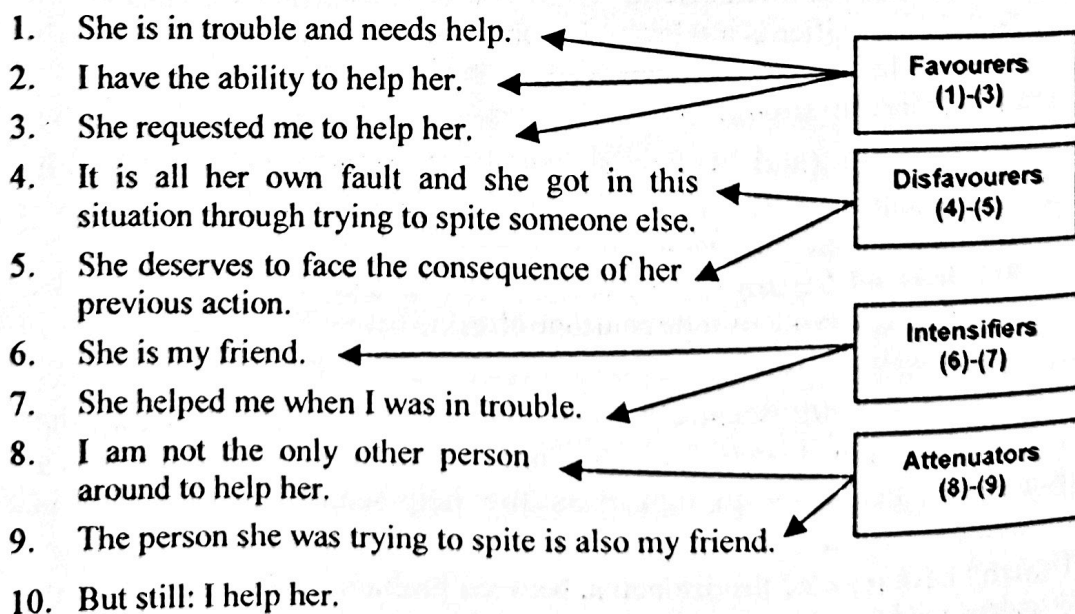 1. She is in trouble and needs help.
Favourers
2. I have the ability to help her.
(1)-(3)
3. She requested me to help her.
4. It is all her own fault and she got in this
situation through trying to spite someone else.
Disfavourers
(4)-(5)
5. She deserves to face the consequence of her
previous action.
6. She is my friend.
Intensifiers
(6)-(7)
7. She helped me when I was in trouble.
8. I am not the only other person
around to help her.
Attenuators
(8)-(9)
9. The person she was trying to spite is also my friend.
10. But still: I help her.